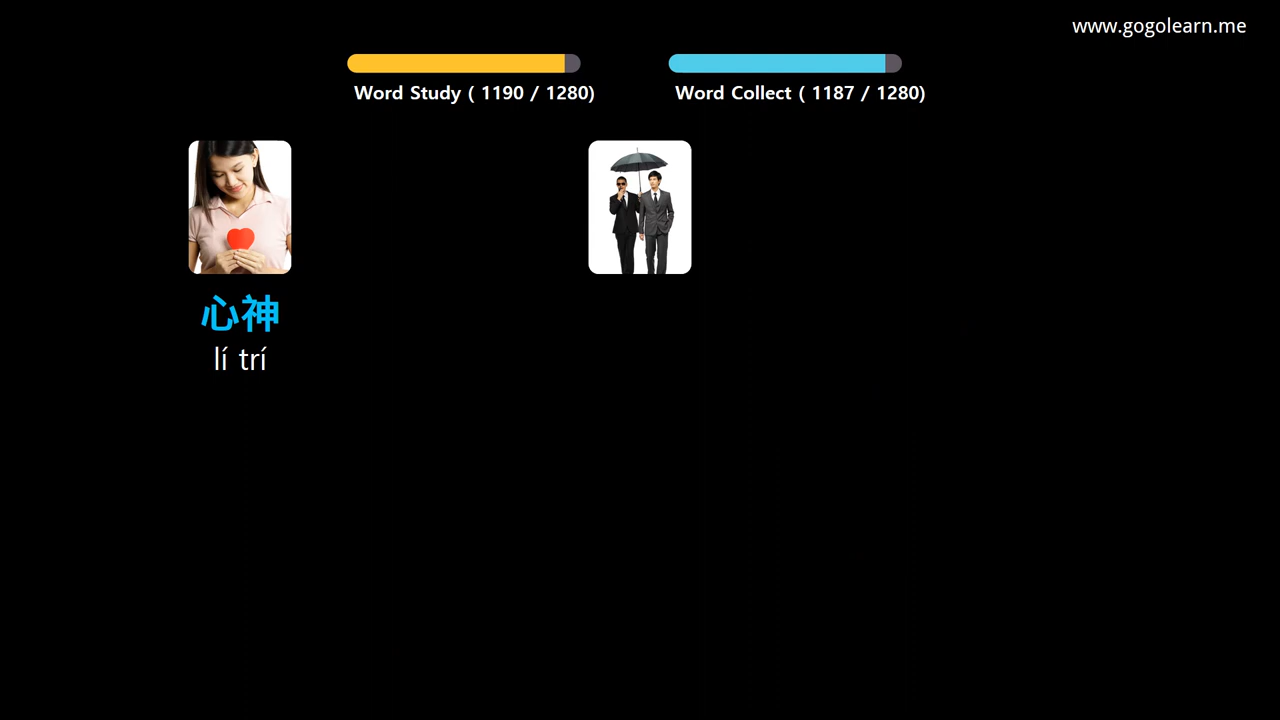 www.gogolearn.me
Word Study ( 1190 / 1280)
Word Collect ( 1187 / 1280)
心神
lí trí